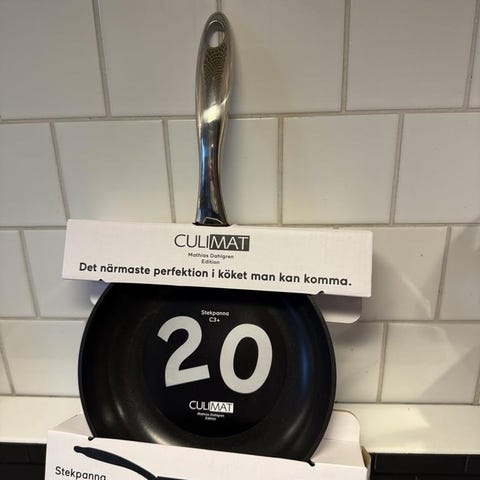 CULIMAT
Mathias Dahlgren
Edition
Det närmaste perfektion i köket man kan komma.
Stekpanna
C3+
20
CULIMAT
Mathias Dahlgren
Edition
Stekpanna